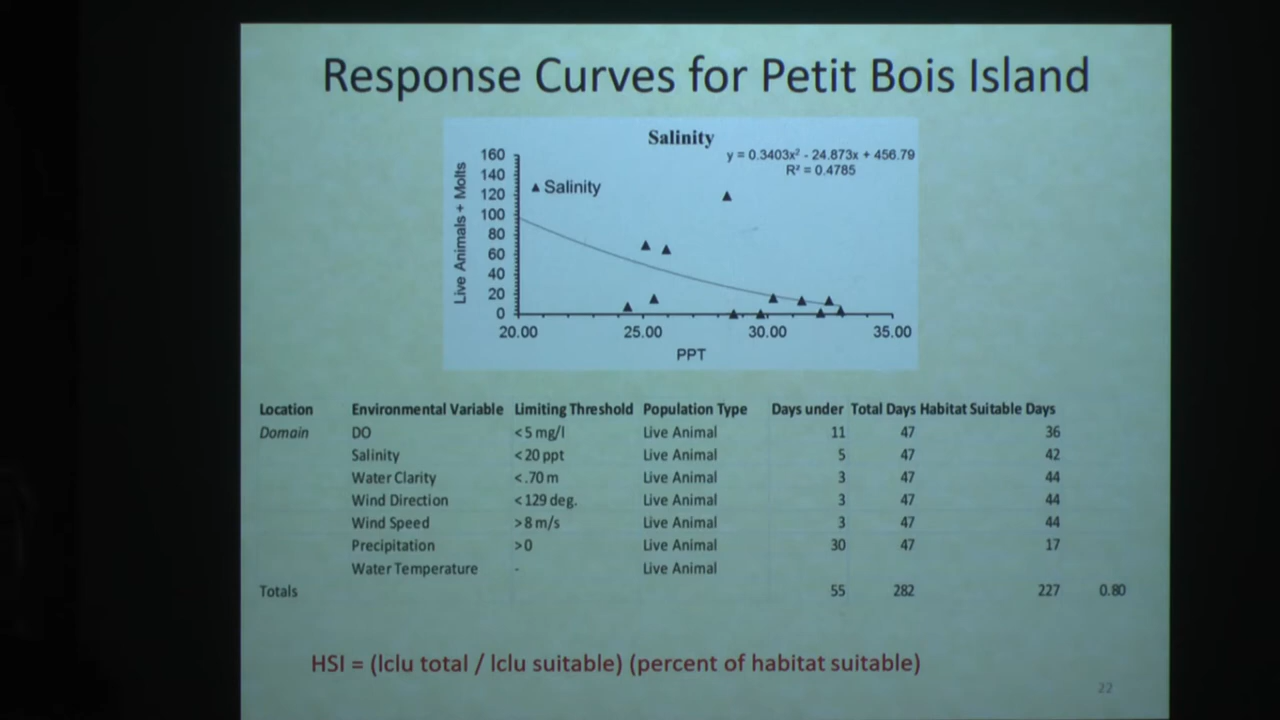 Response Curves for Petit Bois Island
Salinity
y = 0.3403x² - 24.873x + 456.79
R² = 0.4785
Live Animals + Molts
160
140
120
100
80
60
40
20
0
▲ Salinity
20.00 25.00 30.00 35.00
PPT
Location Environmental Variable Limiting Threshold Population Type Days under Total Days Habitat Suitable Days
Domain DO <5 mg/l Live Animal 11 47 36
Salinity <20 ppt Live Animal 5 47 42
Water Clarity <.70 m Live Animal 3 47 44
Wind Direction <129 deg. Live Animal 3 47 44
Wind Speed >8 m/s Live Animal 3 47 44
Precipitation >0 Live Animal 30 47 17
Water Temperature - Live Animal
Totals 55 282 227 0.80
HSI = (lclu total / lclu suitable) (percent of habitat suitable)
22